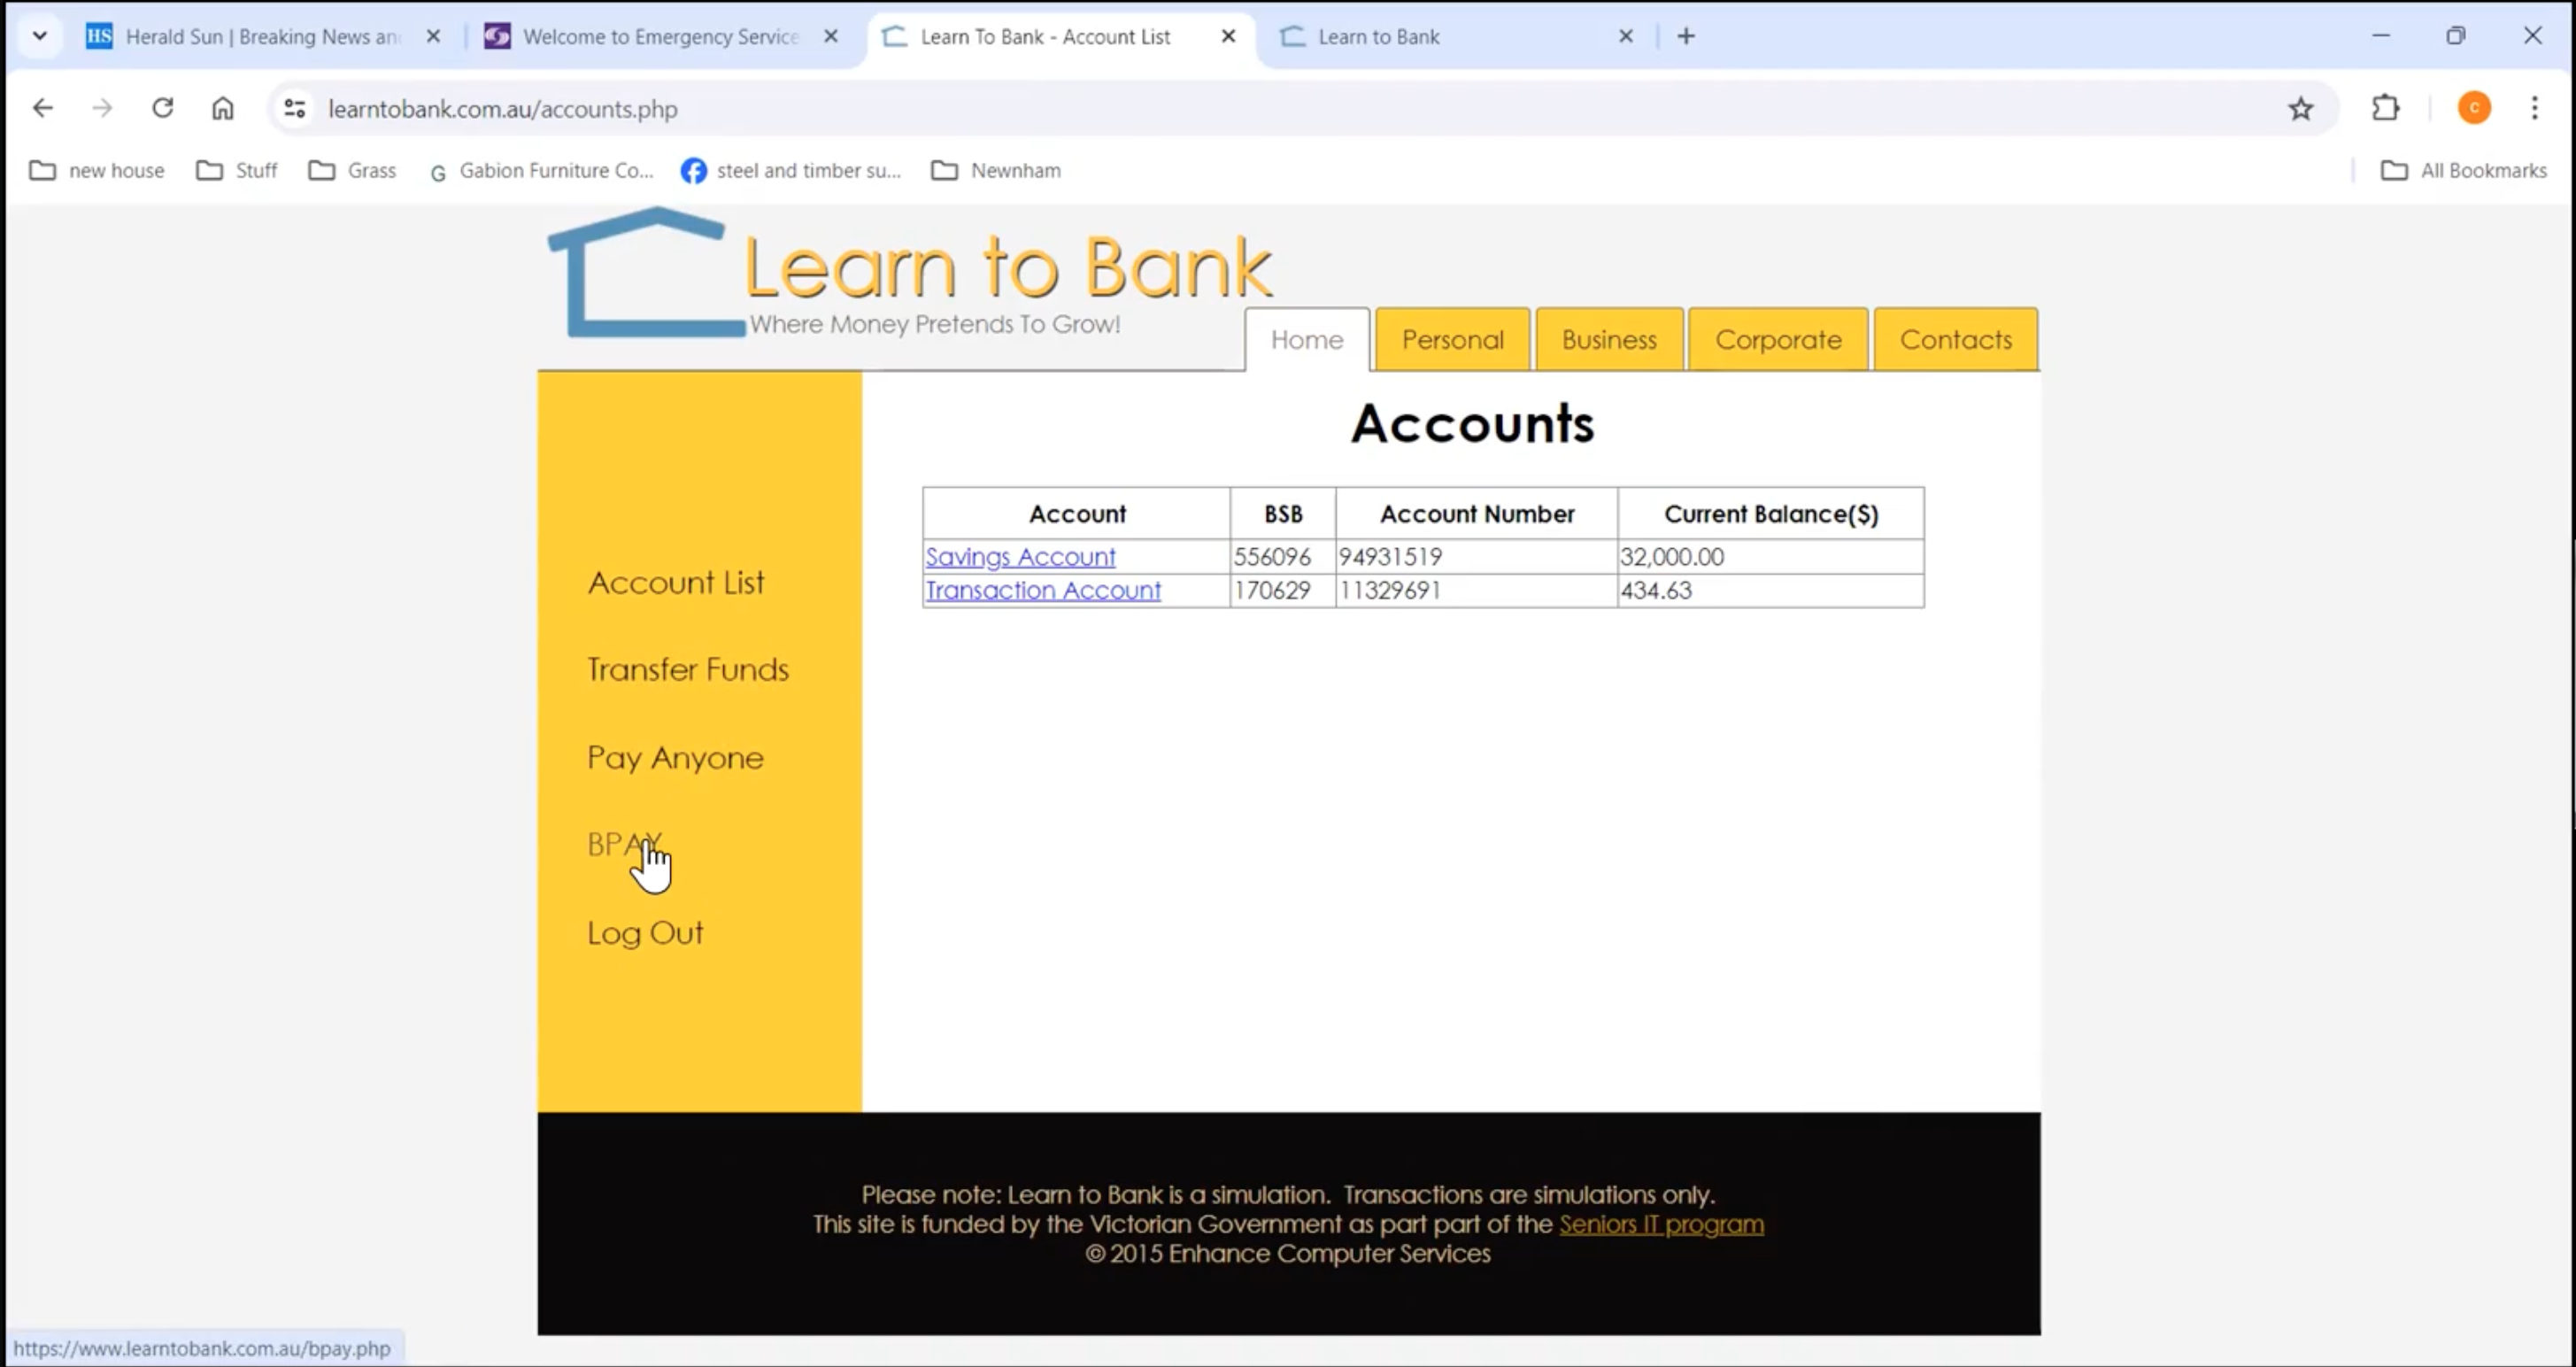 HS Herald Sun | Breaking News an
Welcome to Emergency Service
Learn To Bank - Account List
Learn to Bank
learntobank.com.au/accounts.php
c
new house
Stuff
Grass
G Gabion Furniture Co...
steel and timber su...
Newnham
All Bookmarks
Learn to Bank
Where Money Pretends To Grow!
Home
Personal
Business
Corporate
Contacts
Account List
Transfer Funds
Pay Anyone
BPAY
Log Out
Accounts
Account BSB Account Number Current Balance($)
Savings Account 556096 94931519 32,000.00
Transaction Account 170629 11329691 434.63
Please note: Learn to Bank is a simulation. Transactions are simulations only.
This site is funded by the Victorian Government as part part of the Seniors IT program
© 2015 Enhance Computer Services
https://www.learntobank.com.au/bpay.php